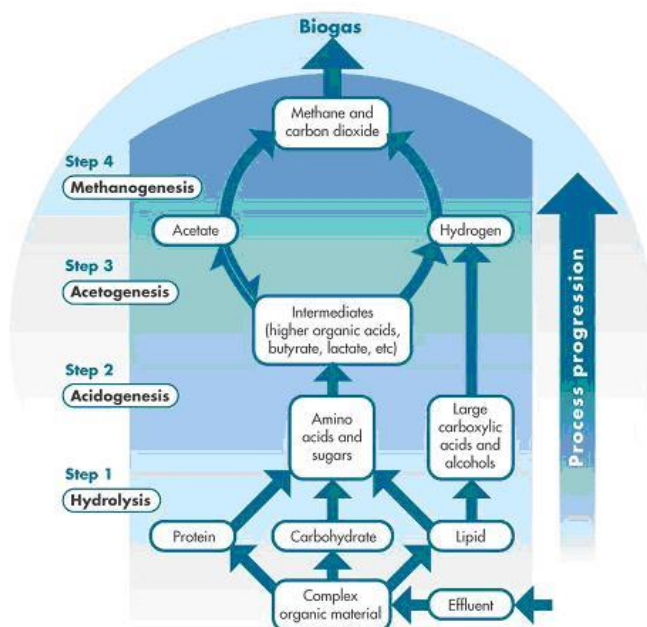 Biogas
Methane and
carbon dioxide
Step 4
Methanogenesis
Acetate
Hydrogen
Step 3
Acetogenesis
Intermediates
(higher organic acids,
butyrate, lactate, etc)
Step 2
Acidogenesis
Amino
acids and
sugars
Large
carboxylic
acids and
alcohols
Step 1
Hydrolysis
Protein
Carbohydrate
Lipid
Complex
organic material
Effluent
Process progression